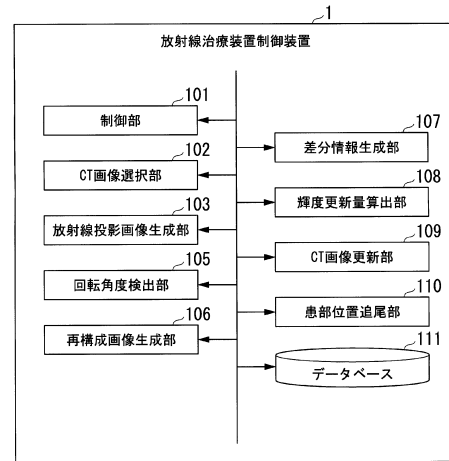 1
放射線治療装置制御装置
101
制御部
102
CT画像選択部
103
放射線投影画像生成部
105
回転角度検出部
106
再構成画像生成部
107
差分情報生成部
108
輝度更新量算出部
109
CT画像更新部
110
患部位置追尾部
111
データベース